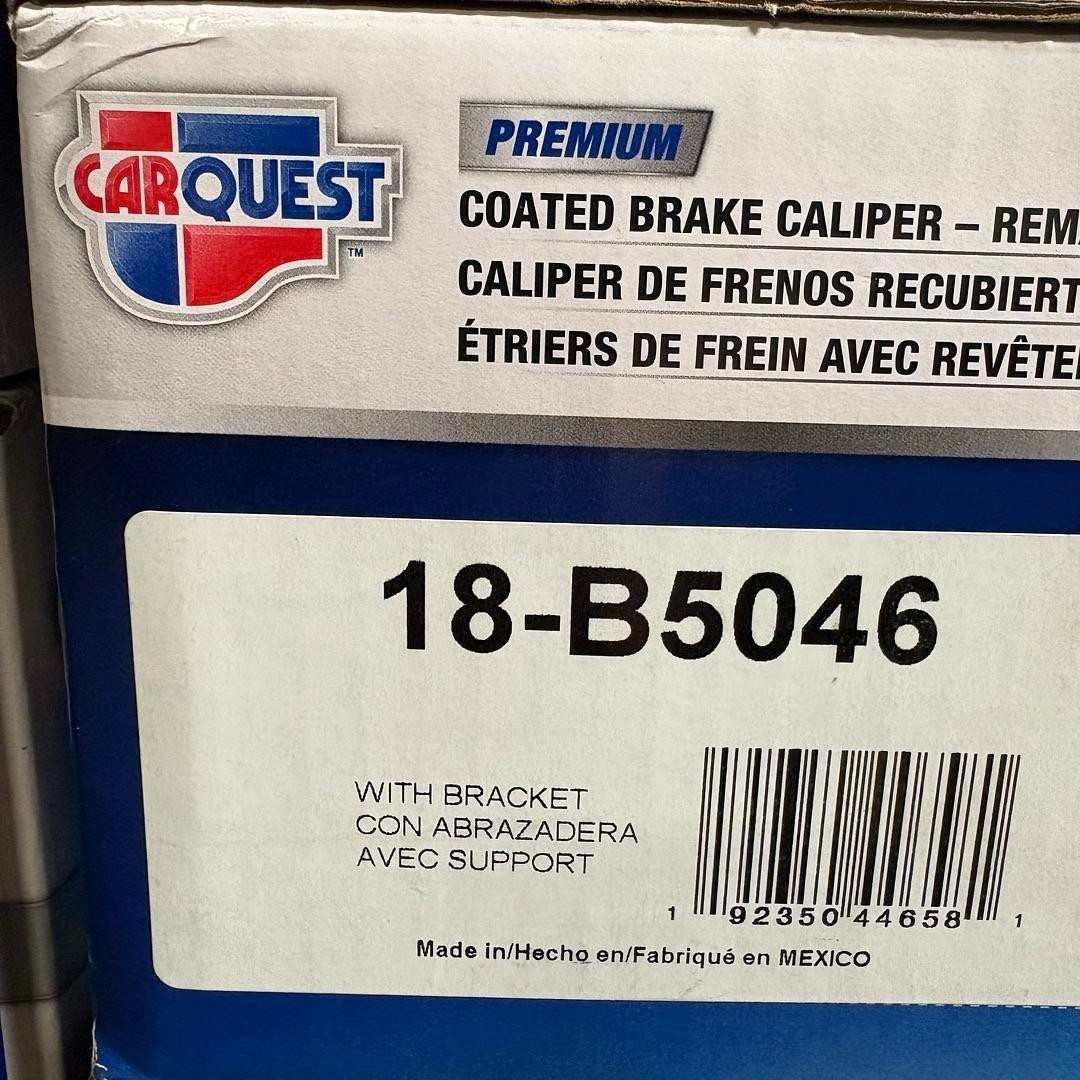 CARQUEST
TM
PREMIUM
COATED BRAKE CALIPER –
CALIPER DE FRENOS
ÉTRIERS DE FREIN AVEC
18-B5046
WITH BRACKET
CON ABRAZADERA
AVEC SUPPORT
1 92350 44658 1
Made in/Hecho en/Fabriqué en MEXICO